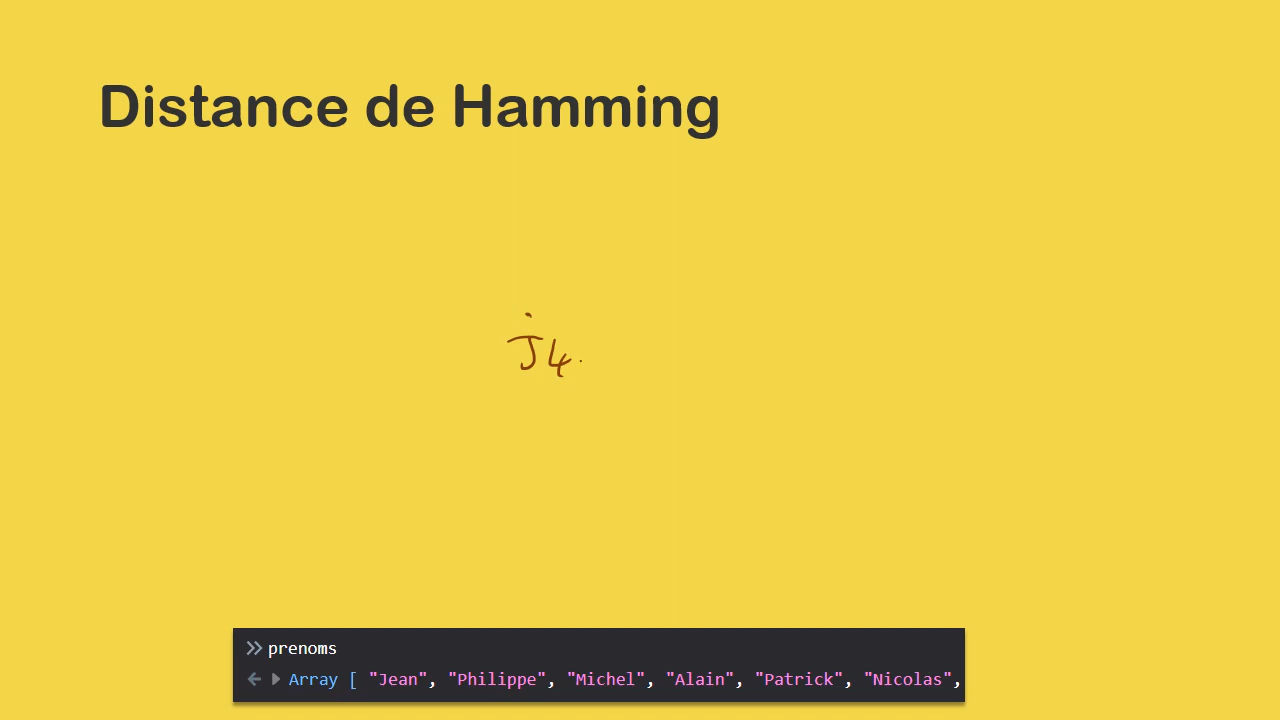 Distance de Hamming
J4.
» prenoms
Array [ "Jean", "Philippe", "Michel", "Alain", "Patrick", "Nicolas",